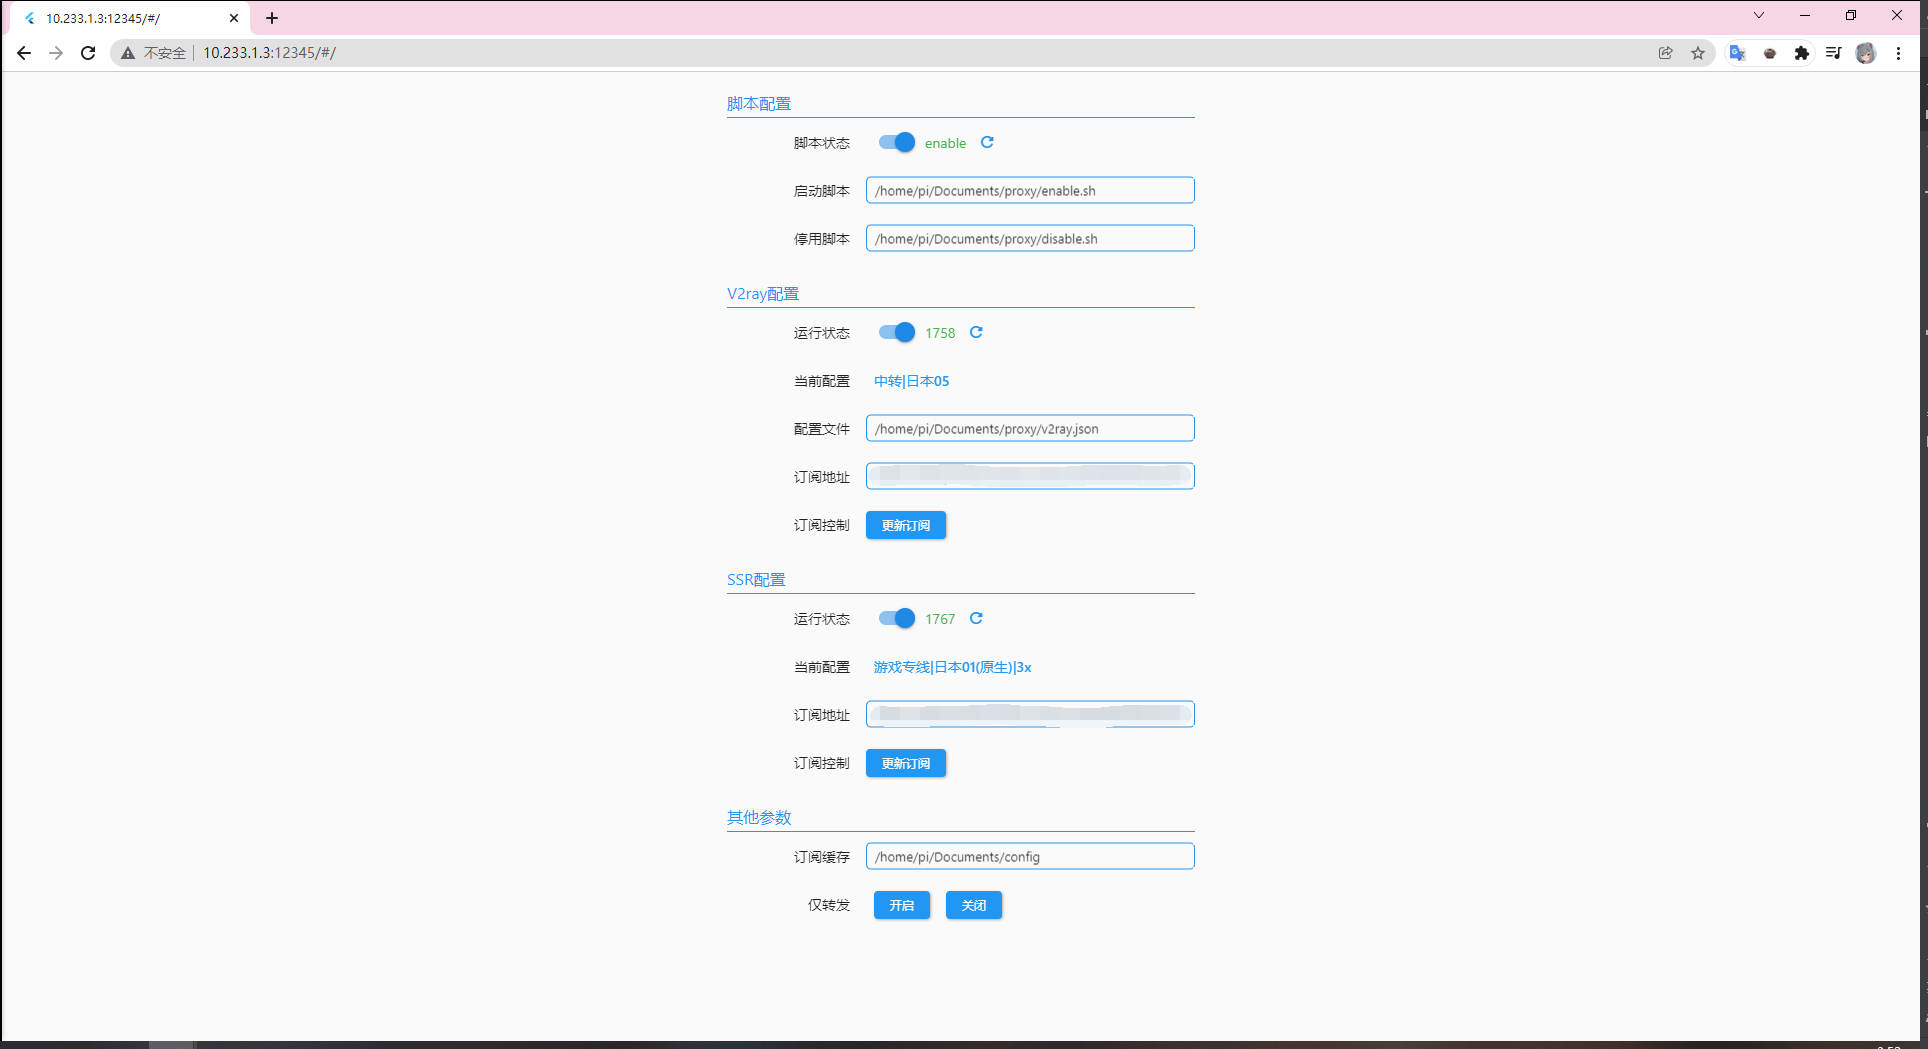 10.233.1.3:12345/#/
不安全 10.233.1.3:12345/#/
脚本配置
脚本状态 enable
启动脚本 /home/pi/Documents/proxy/enable.sh
停用脚本 /home/pi/Documents/proxy/disable.sh
V2ray配置
运行状态 1758
当前配置 中转|日本05
配置文件 /home/pi/Documents/proxy/v2ray.json
订阅地址
订阅控制 更新订阅
SSR配置
运行状态 1767
当前配置 游戏专线|日本01(原生)|3x
订阅地址
订阅控制 更新订阅
其他参数
订阅缓存 /home/pi/Documents/config
仅转发 开启 关闭